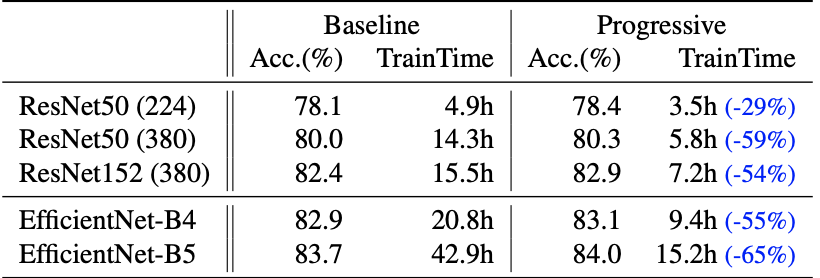 Baseline Progressive
Acc.(%) TrainTime Acc.(%) TrainTime
ResNet50 (224) 78.1 4.9h 78.4 3.5h (-29%)
ResNet50 (380) 80.0 14.3h 80.3 5.8h (-59%)
ResNet152 (380) 82.4 15.5h 82.9 7.2h (-54%)
EfficientNet-B4 82.9 20.8h 83.1 9.4h (-55%)
EfficientNet-B5 83.7 42.9h 84.0 15.2h (-65%)